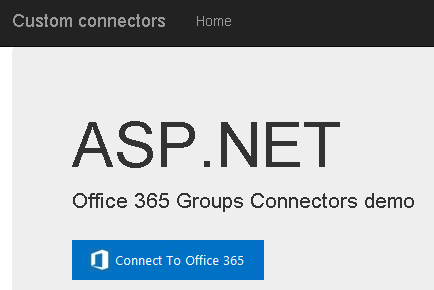 Custom connectors Home
ASP.NET
Office 365 Groups Connectors demo
Connect To Office 365